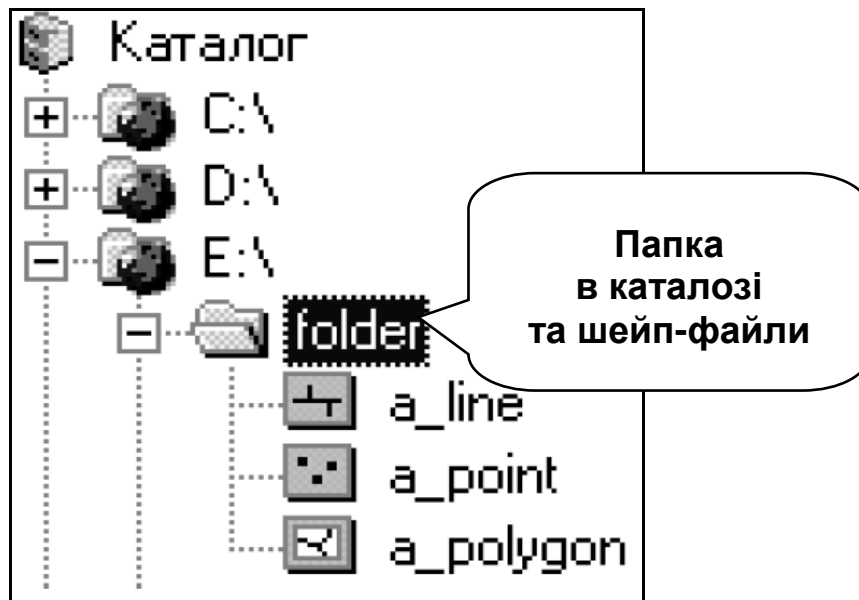 Каталог
C:\
D:\
E:\
folder
a_line
a_point
a_polygon
Папка
в каталозі
та шейп-файли